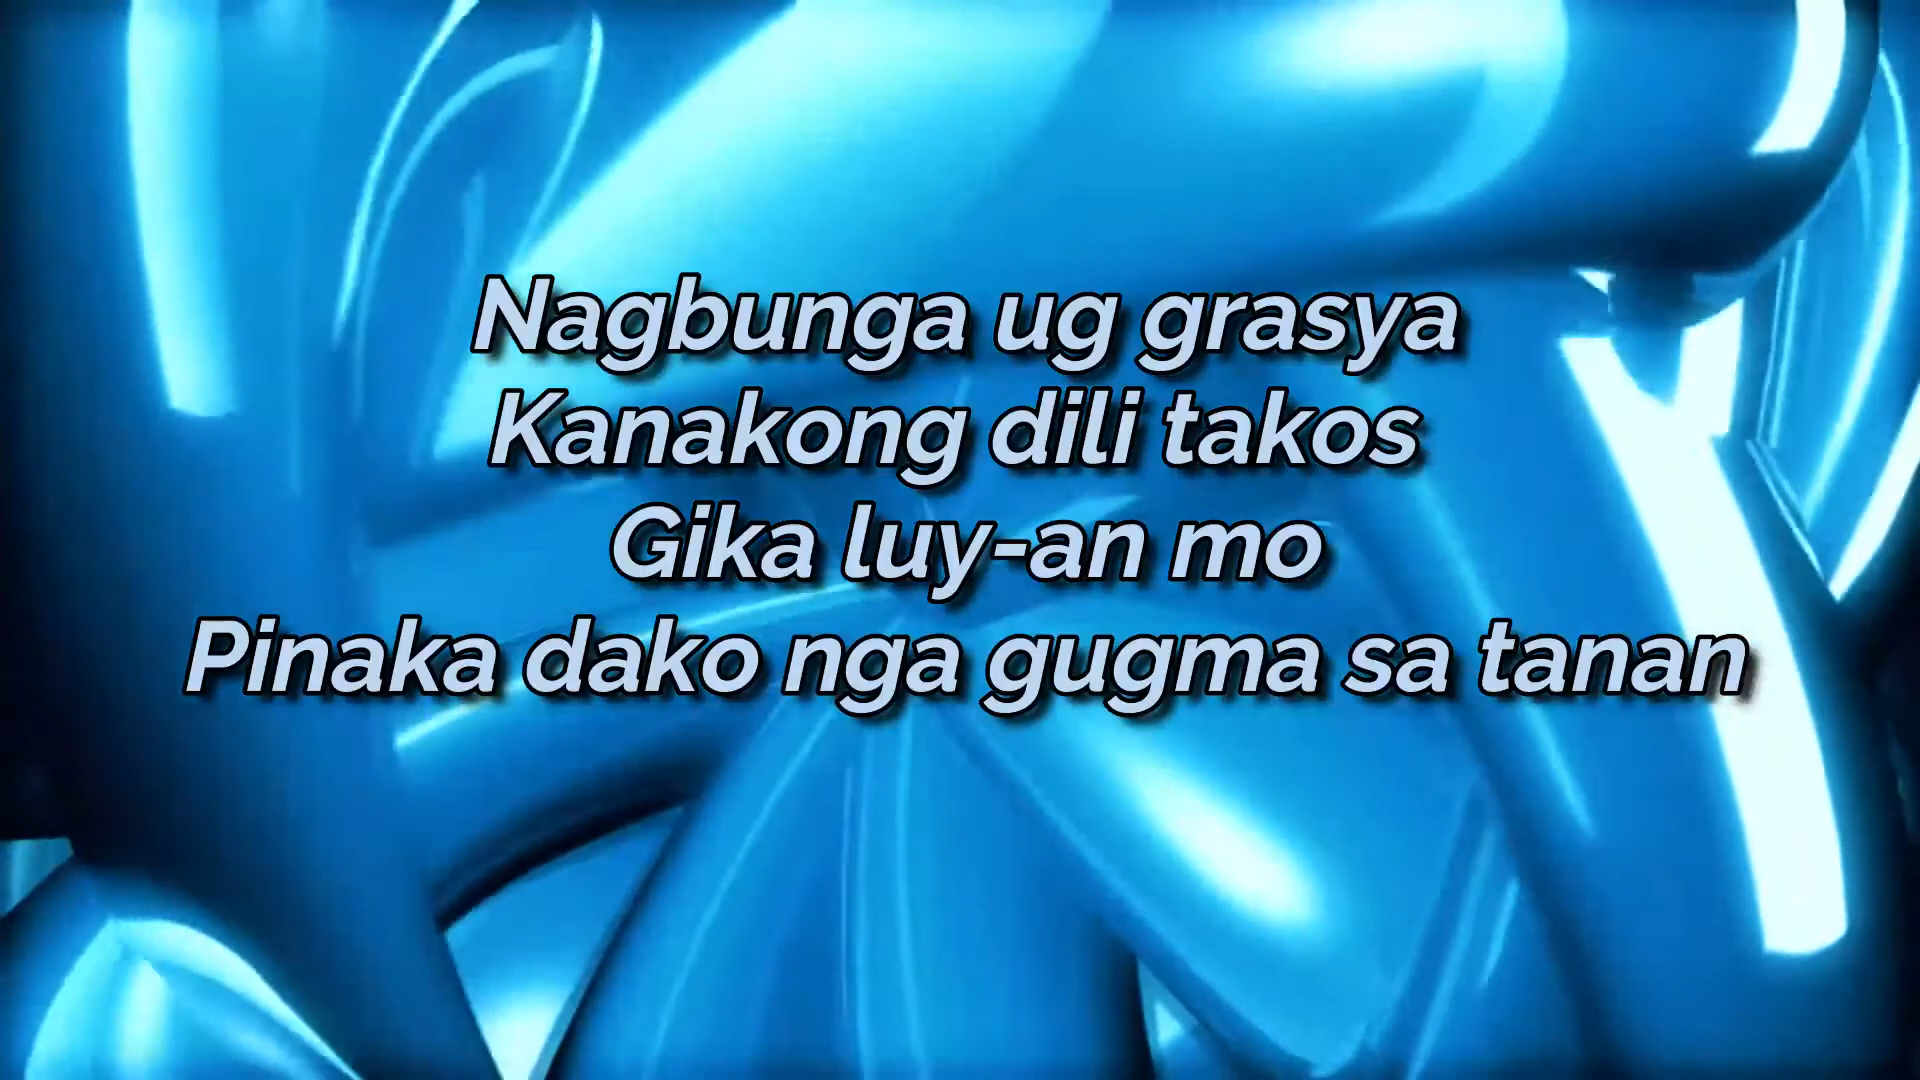 Nagbunga ug grasya
Kanakong dili takos
Gika luy-an mo
Pinaka dako nga gugma sa tanan